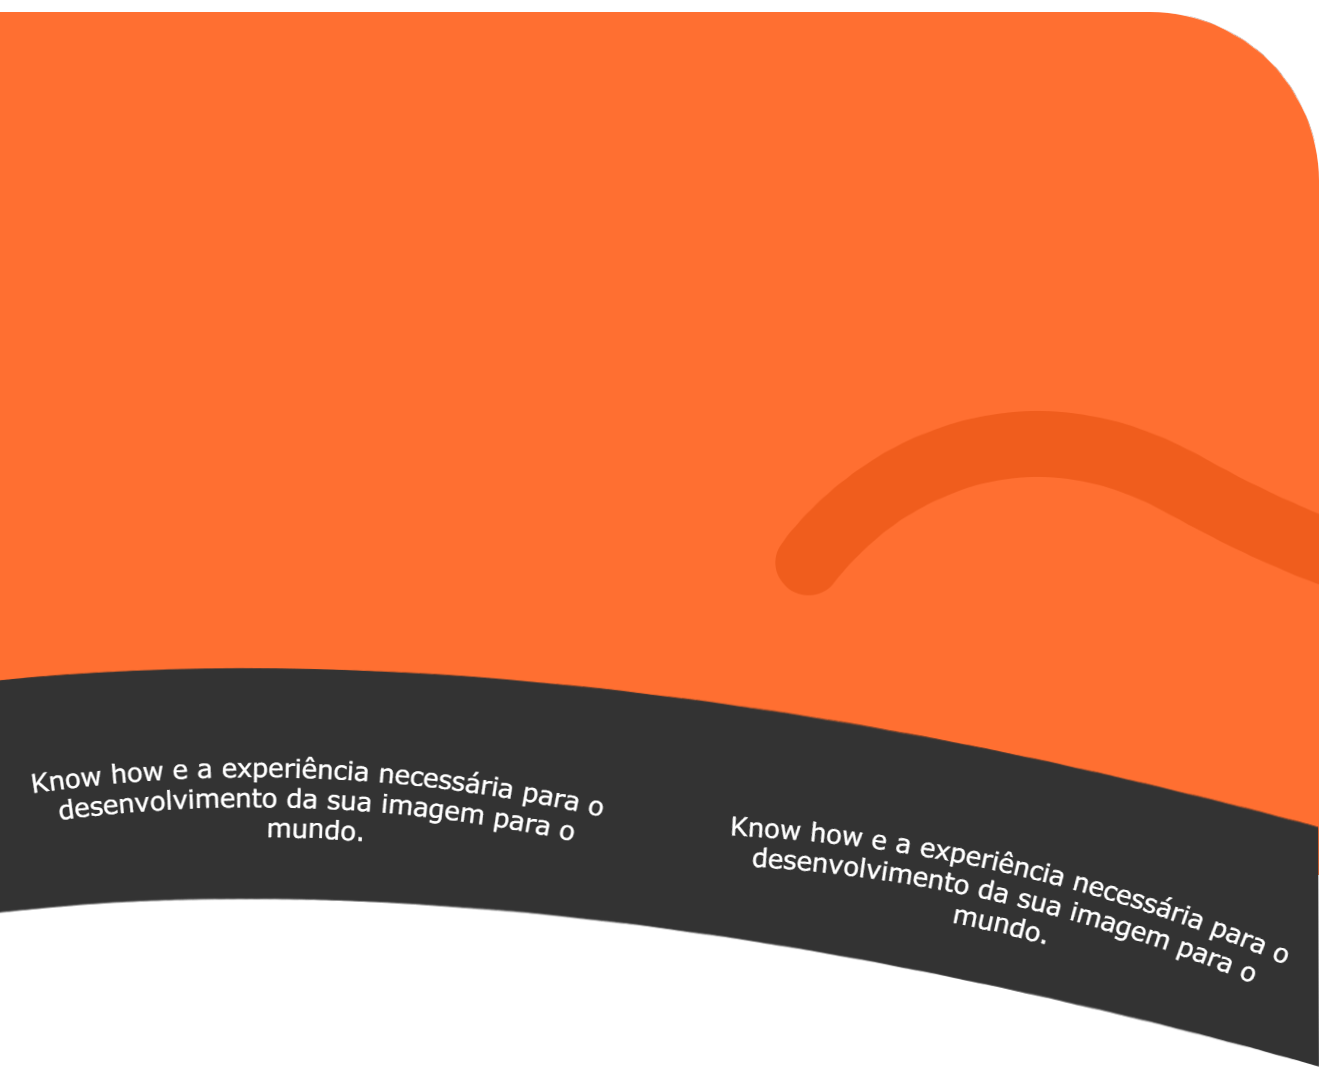 Know how e a experiência necessária para o
desenvolvimento da sua imagem para o
mundo.
Know how e a experiência necessária para o
desenvolvimento da sua imagem para o
mundo.